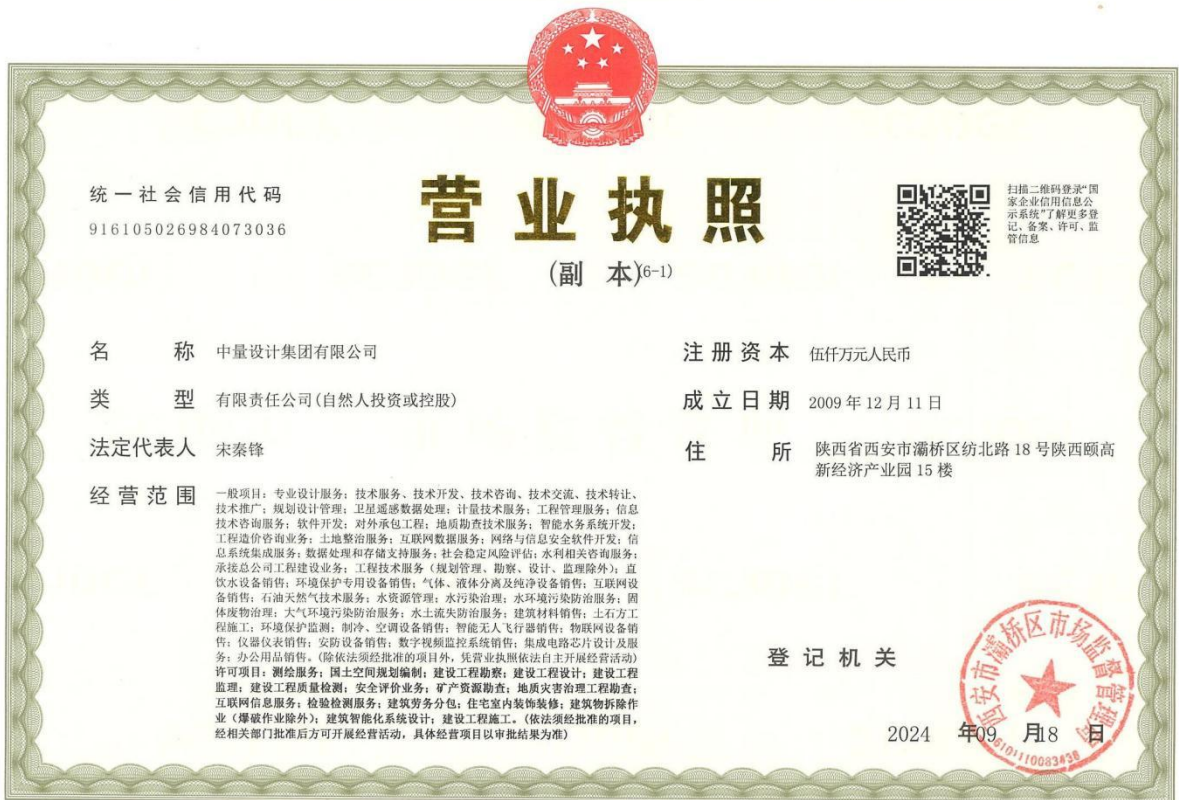 统一社会信用代码
916105026984073036
营业执照
(副 本)(6-1)
扫描二维码登录“国
家企业信用信息公
示系统”了解更多登
记、备案、许可、监
管信息
名 称 中量设计集团有限公司
类 型 有限责任公司(自然人投资或控股)
法定代表人 宋秦锋
经营范围 一般项目：专业设计服务；技术服务、技术开发、技术咨询、技术交流、技术转让、
技术推广；规划设计管理；卫星遥感数据处理；计量技术服务；工程管理服务；信息
技术咨询服务；软件开发；对外承包工程；地质勘查技术服务；智能水务系统开发；
工程造价咨询业务；土地整治服务；互联网数据服务；网络与信息安全软件开发；信
息系统集成服务；数据处理和存储支持服务；社会稳定风险评估；水利相关咨询服务；
承接总公司工程建设业务；工程技术服务（规划管理、勘察、设计、监理除外）；直
饮水设备销售；环境保护专用设备销售；气体、液体分离及纯净设备销售；互联网设
备销售；石油天然气技术服务；水资源管理；水污染治理；水环境污染防治服务；固
体废物治理；大气环境污染防治服务；水土流失防治服务；建筑材料销售；土石方工
程施工；环境保护监测；制冷、空调设备销售；智能无人飞行器销售；物联网设备销
售；仪器仪表销售；安防设备销售；数字视频监控系统销售；集成电路芯片设计及服
务；办公用品销售。(除依法须经批准的项目外，凭营业执照依法自主开展经营活动)
许可项目：测绘服务；国土空间规划编制；建设工程勘察；建设工程设计；建设工程
监理；建设工程质量检测；安全评价业务；矿产资源勘查；地质灾害治理工程勘查；
互联网信息服务；检验检测服务；建筑劳务分包；住宅室内装饰装修；建筑物拆除作
业（爆破作业除外）；建筑智能化系统设计；建设工程施工。(依法须经批准的项目，
经相关部门批准后方可开展经营活动，具体经营项目以审批结果为准)
注册资本 伍仟万元人民币
成立日期 2009年12月11日
住 所 陕西省西安市灞桥区纺北路18号陕西颐高
新经济产业园15楼
登记机关
西安市灞桥区市场监督管理局
6101110083438
2024 年09 月18 日